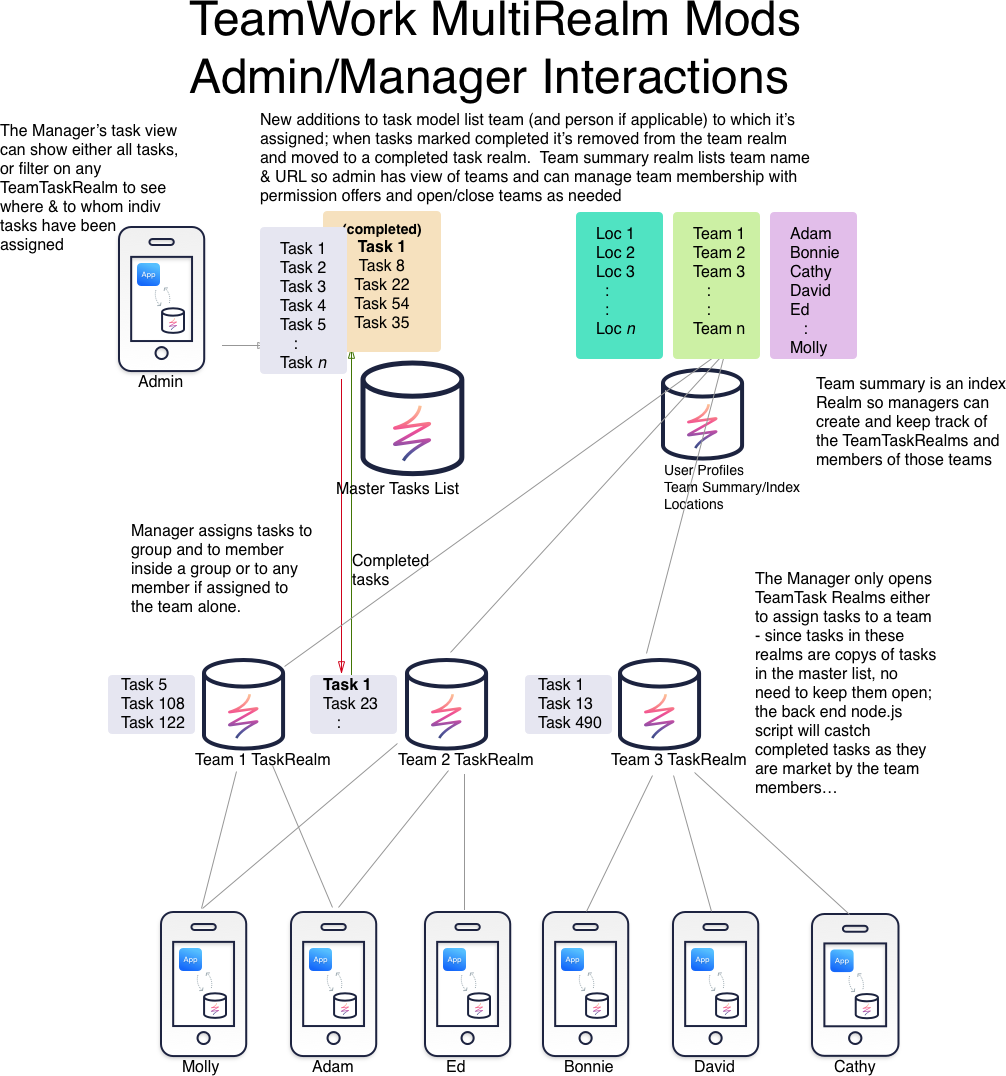 TeamWork MultiRealm Mods
Admin/Manager Interactions
The Manager’s task view
can show either all tasks,
or filter on any
TeamTaskRealm to see
where & to whom indiv
tasks have been
assigned
New additions to task model list team (and person if applicable) to which it’s
assigned; when tasks marked completed it’s removed from the team realm
and moved to a completed task realm.  Team summary realm lists team name
& URL so admin has view of teams and can manage team membership with
permission offers and open/close teams as needed
App
Admin
Task 1
Task 2
Task 3
Task 4
Task 5
:
Task n
(completed)
Task 1
Task 8
Task 22
Task 54
Task 35
Loc 1
Loc 2
Loc 3
:
:
Loc n
Team 1
Team 2
Team 3
:
:
Team n
Adam
Bonnie
Cathy
David
Ed
:
Molly
Master Tasks List
User Profiles
Team Summary/Index
Locations
Team summary is an index
Realm so managers can
create and keep track of
the TeamTaskRealms and
members of those teams
Manager assigns tasks to
group and to member
inside a group or to any
member if assigned to
the team alone.
Completed
tasks
The Manager only opens
TeamTask Realms either
to assign tasks to a team
- since tasks in these
realms are copys of tasks
in the master list, no
need to keep them open;
the back end node.js
script will castch
completed tasks as they
are market by the team
members…
Task 5
Task 108
Task 122
Team 1 TaskRealm
Task 1
Task 23
:
Team 2 TaskRealm
Task 1
Task 13
Task 490
Team 3 TaskRealm
App
App
App
App
App
App
Molly
Adam
Ed
Bonnie
David
Cathy